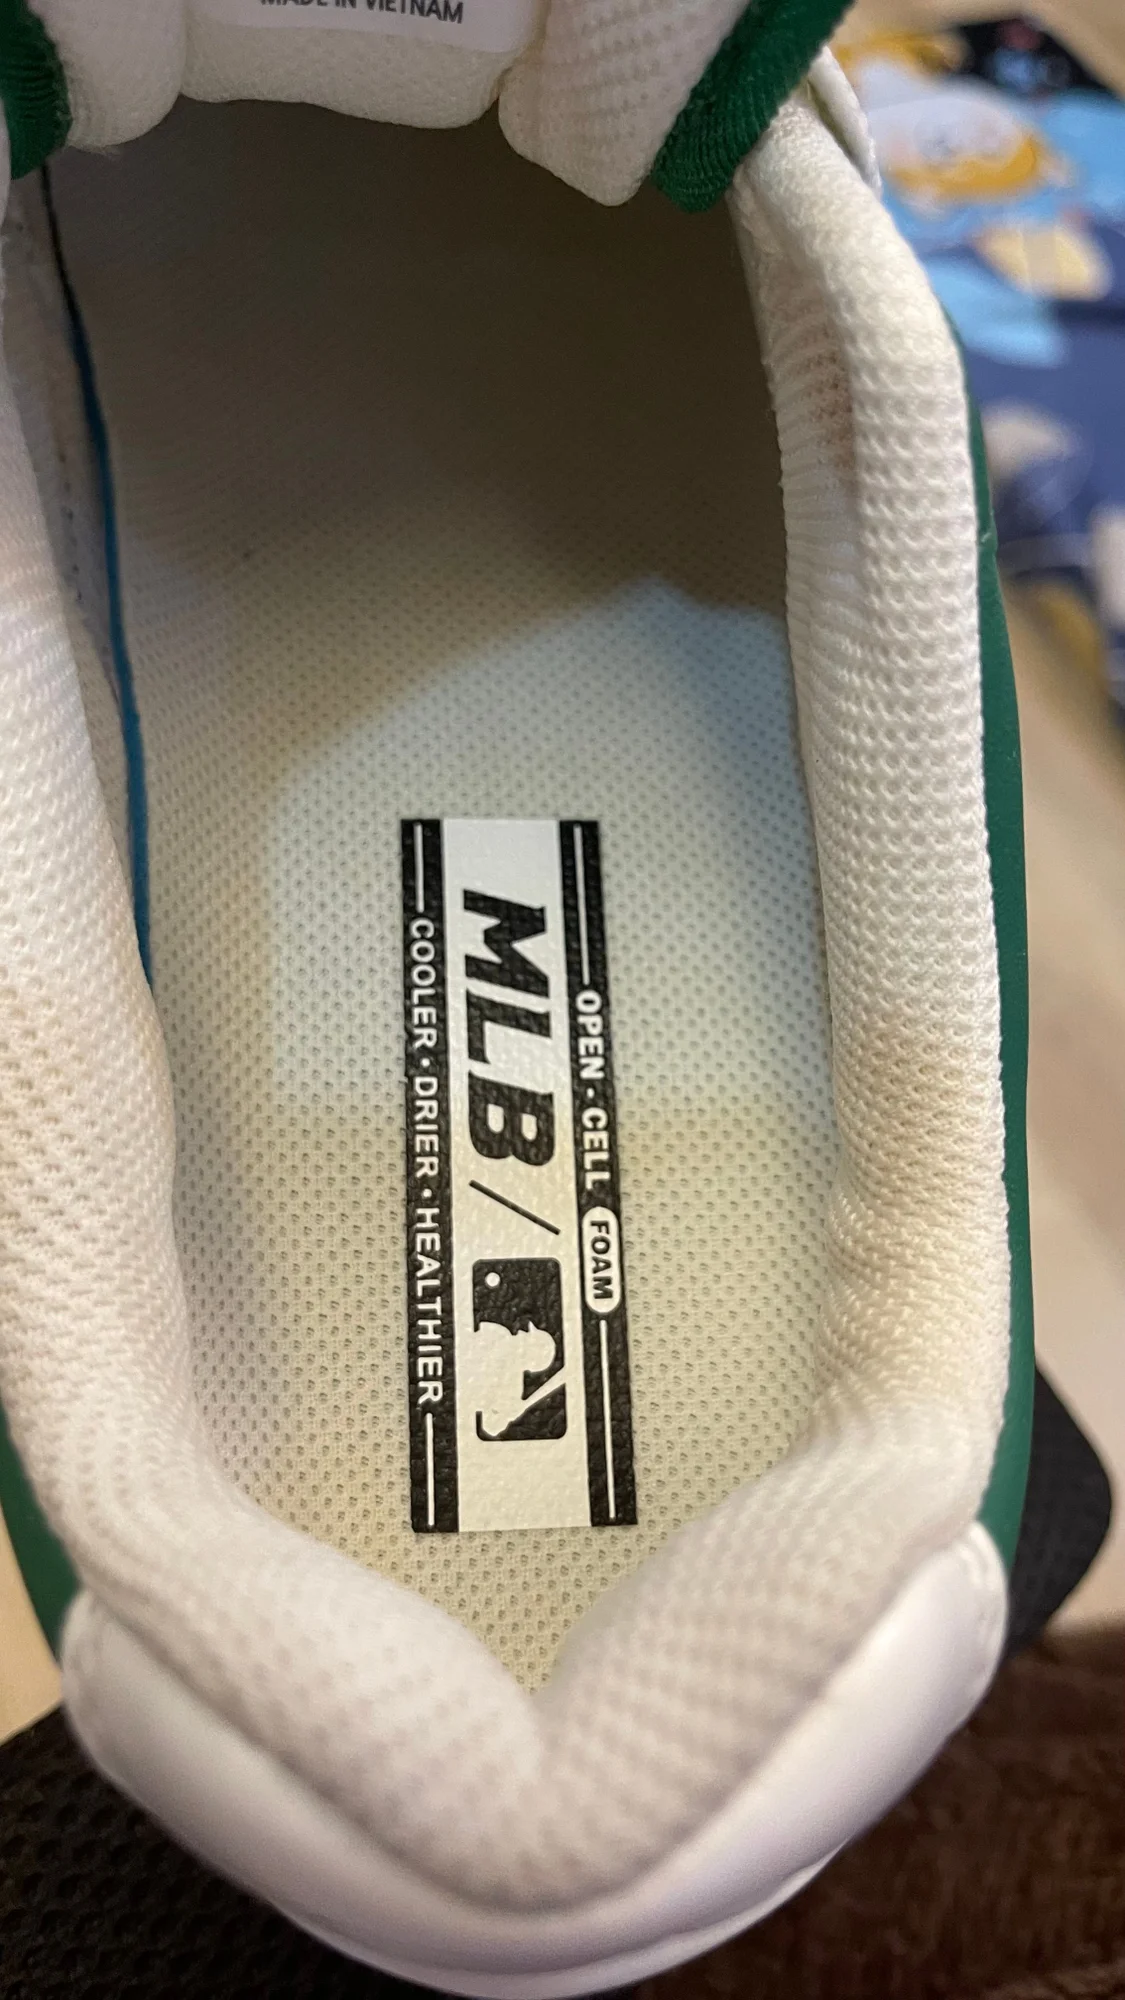 MADE IN VIETNAM
OPEN • CELL FOAM
MLB /
COOLER • DRIER • HEALTHIER